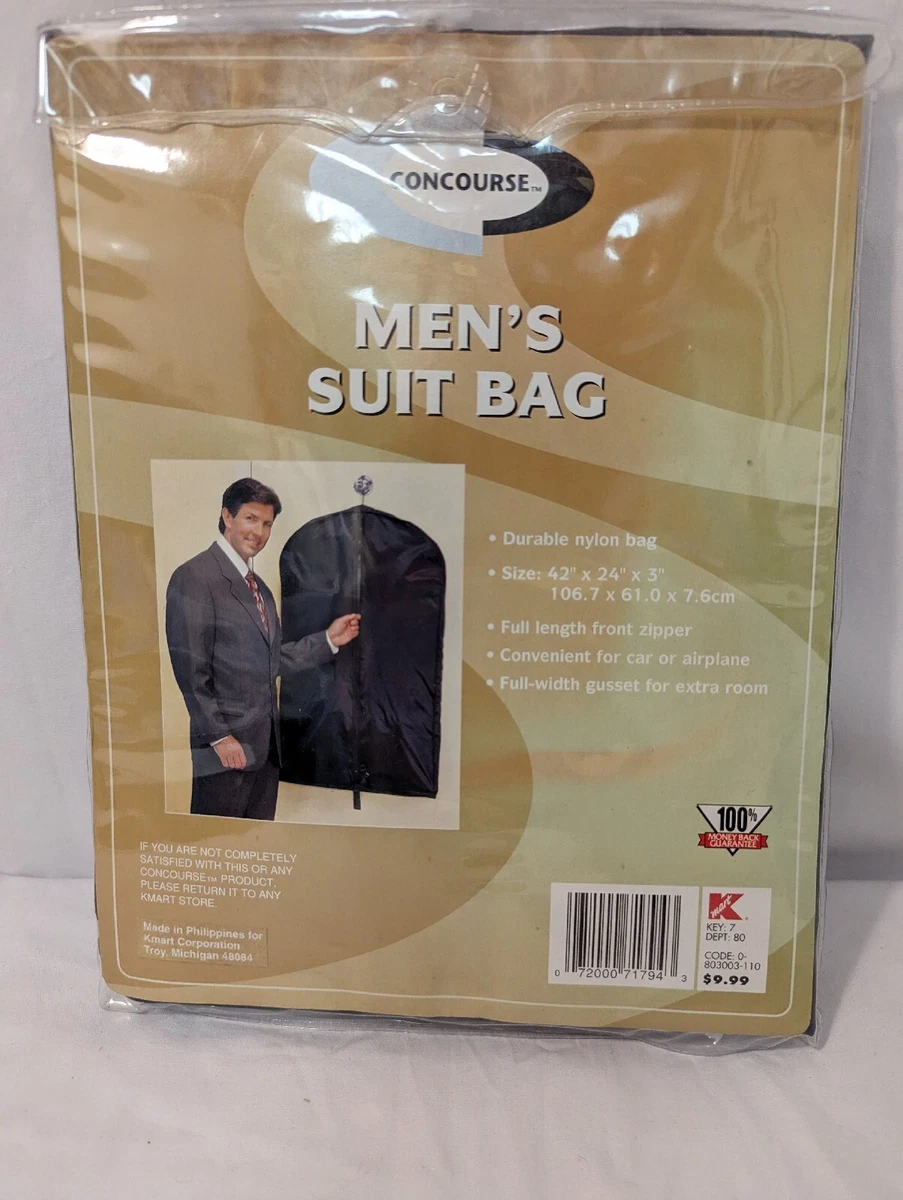 CONCOURSE™
MEN'S
SUIT BAG
• Durable nylon bag
• Size: 42" x 24" x 3"
106.7 x 61.0 x 7.6cm
• Full length front zipper
• Convenient for car or airplane
• Full-width gusset for extra room
100%
MONEY BACK
GUARANTEE
IF YOU ARE NOT COMPLETELY
SATISFIED WITH THIS OR ANY
CONCOURSE™ PRODUCT,
PLEASE RETURN IT TO ANY
KMART STORE.
Made in Philippines for
Kmart Corporation
Troy, Michigan 48084
0 72000 71794 3
Kmart®
KEY: 7
DEPT: 80
CODE: 0-
803003-110
$9.99